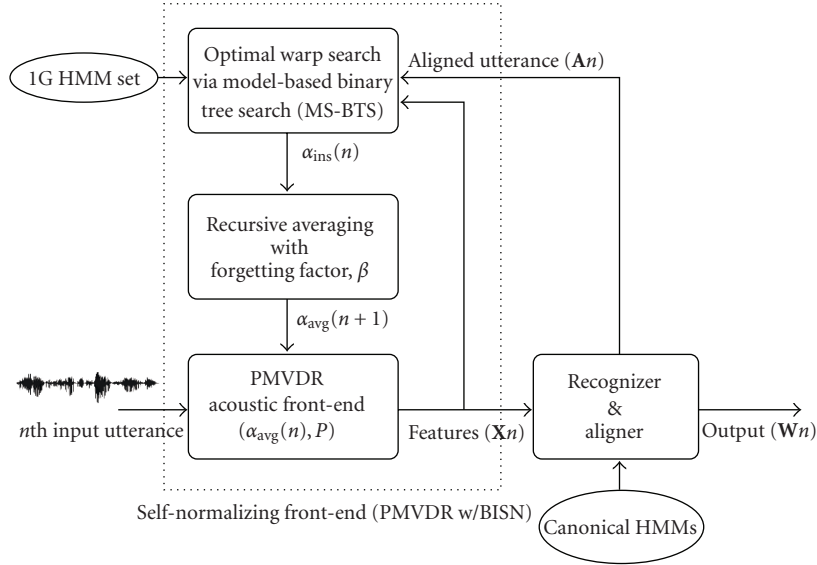 Optimal warp search
via model-based binary
tree search (MS-BTS)
1G HMM set
Aligned utterance (An)
αins(n)
Recursive averaging
with
forgetting factor, β
αavg(n + 1)
PMVDR
acoustic front-end
(αavg(n), P)
nth input utterance
Features (Xn)
Recognizer
&
aligner
Output (Wn)
Self-normalizing front-end (PMVDR w/BISN)
Canonical HMMs